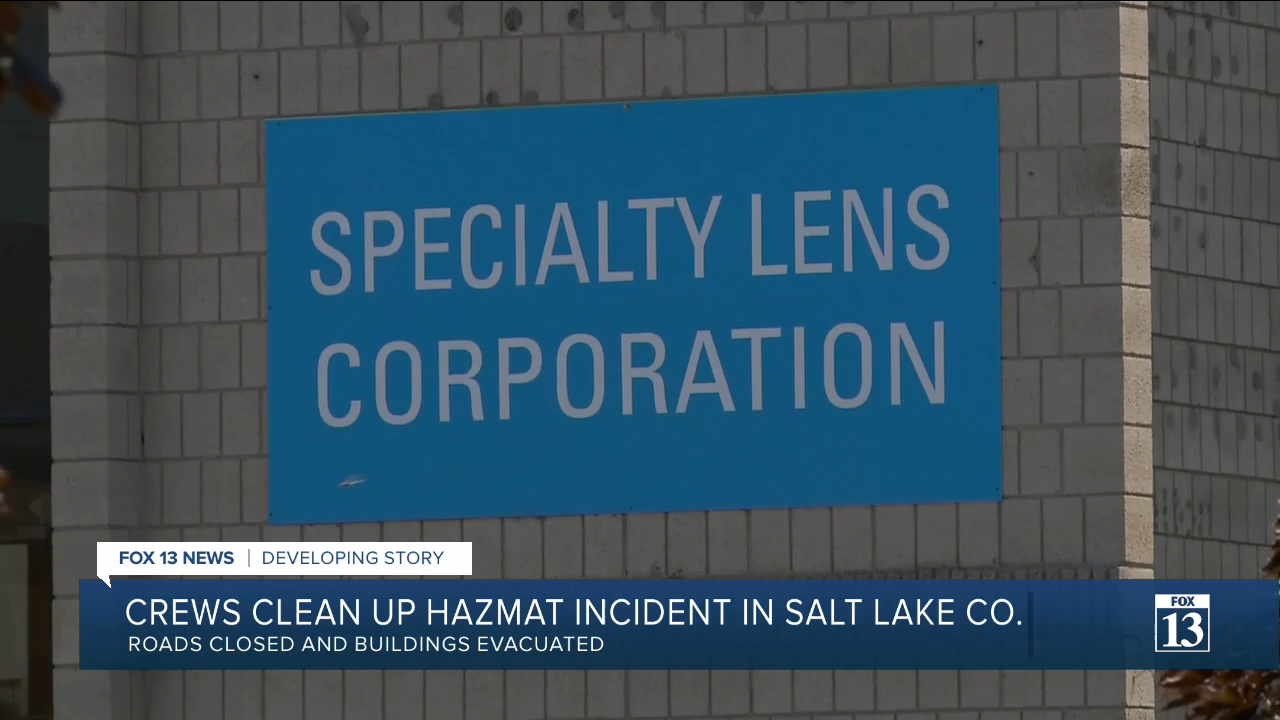 SPECIALTY LENS
CORPORATION
FOX 13 NEWS | DEVELOPING STORY
CREWS CLEAN UP HAZMAT INCIDENT IN SALT LAKE CO.
ROADS CLOSED AND BUILDINGS EVACUATED
FOX
13